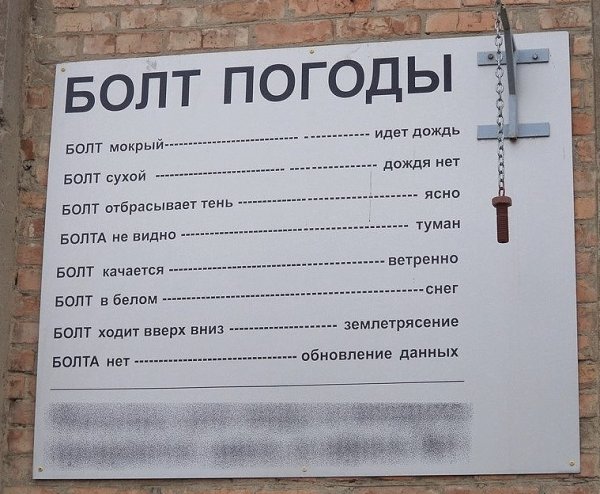 БОЛТ ПОГОДЫ
БОЛТ мокрый---------------------- -----------идет дождь
БОЛТ сухой ---------------------- --------------дождя нет
БОЛТ отбрасывает тень------------------------------ ясно
БОЛТА не видно -------------------------------------- туман
БОЛТ качается ------------------------------------ветренно
БОЛТ в белом -------------------------------------------снег
БОЛТ ходит вверх вниз ------------------ землетрясение
БОЛТА нет ----------------------------обновление данных